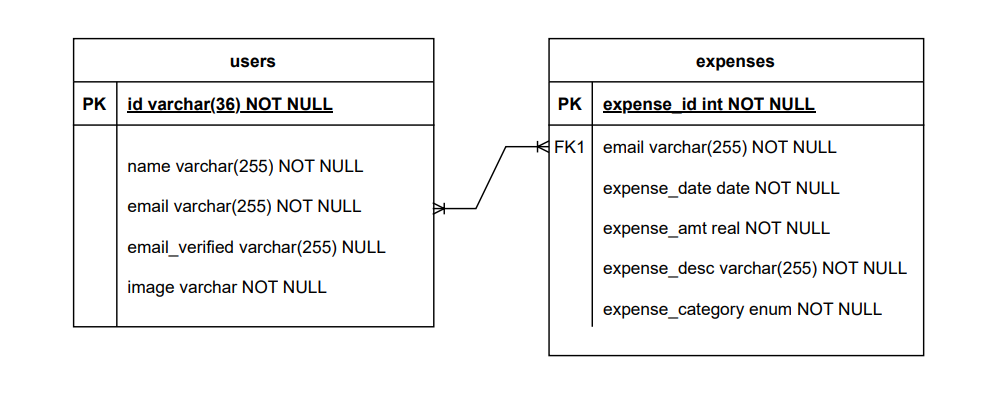 users
PK id varchar(36) NOT NULL
name varchar(255) NOT NULL
email varchar(255) NOT NULL
email_verified varchar(255) NULL
image varchar NOT NULL
expenses
PK expense_id int NOT NULL
FK1 email varchar(255) NOT NULL
expense_date date NOT NULL
expense_amt real NOT NULL
expense_desc varchar(255) NOT NULL
expense_category enum NOT NULL